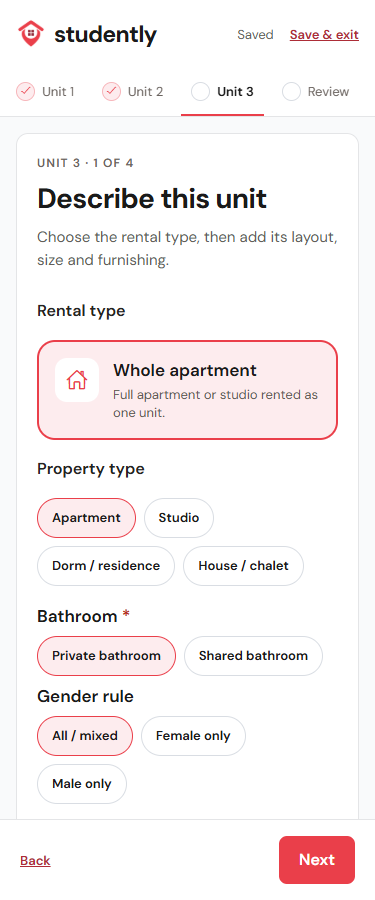 studently
Saved
Save & exit
Unit 1
Unit 2
Unit 3
Review
UNIT 3 · 1 OF 4
Describe this unit
Choose the rental type, then add its layout,
size and furnishing.
Rental type
Whole apartment
Full apartment or studio rented as
one unit.
Property type
Apartment
Studio
Dorm / residence
House / chalet
Bathroom *
Private bathroom
Shared bathroom
Gender rule
All / mixed
Female only
Male only
Back
Next